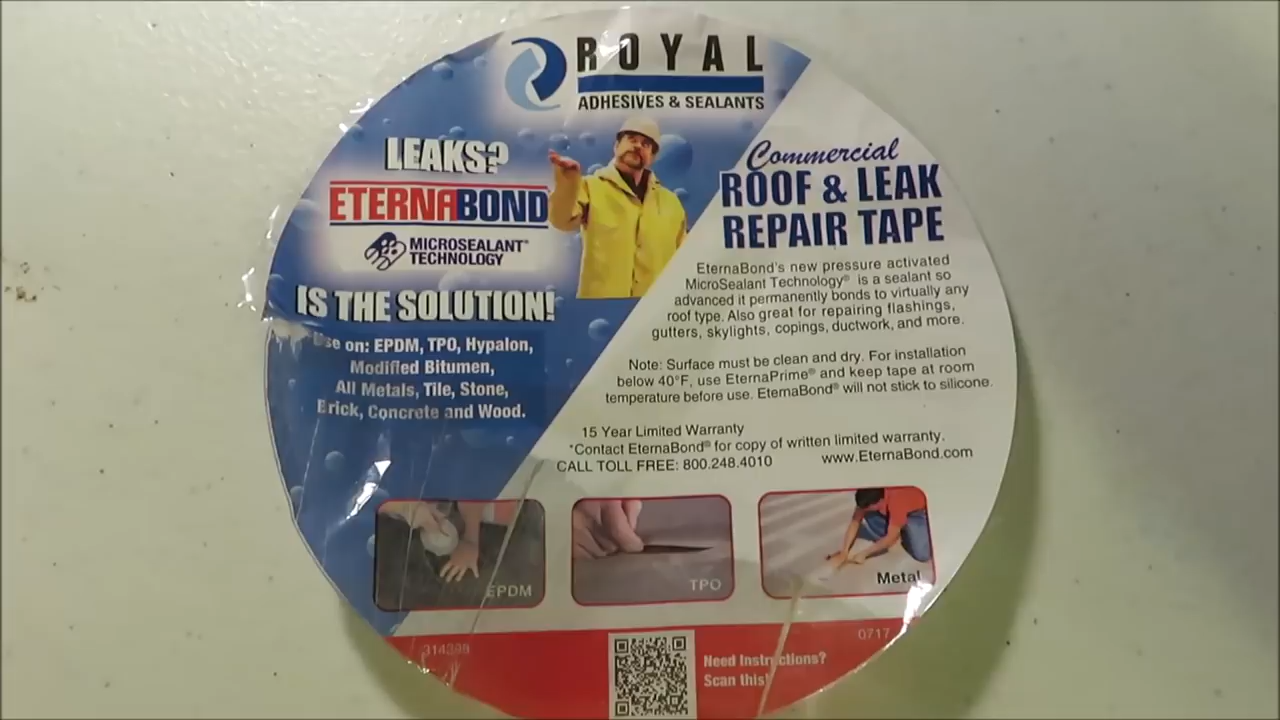 ROYAL
ADHESIVES & SEALANTS
LEAKS?
ETERNABOND
MICROSEALANT®
TECHNOLOGY
IS THE SOLUTION!
Use on: EPDM, TPO, Hypalon,
Modified Bitumen,
All Metals, Tile, Stone,
Brick, Concrete and Wood.
Commercial
ROOF & LEAK
REPAIR TAPE
EternaBond's new pressure activated
MicroSealant Technology® is a sealant so
advanced it permanently bonds to virtually any
roof type. Also great for repairing flashings,
gutters, skylights, copings, ductwork, and more.
Note: Surface must be clean and dry. For installation
below 40°F, use EternaPrime® and keep tape at room
temperature before use. EternaBond® will not stick to silicone.
15 Year Limited Warranty
*Contact EternaBond® for copy of written limited warranty.
CALL TOLL FREE: 800.248.4010 www.EternaBond.com
EPDM
TPO
Metal
314398
0717
Need Instructions?
Scan this!